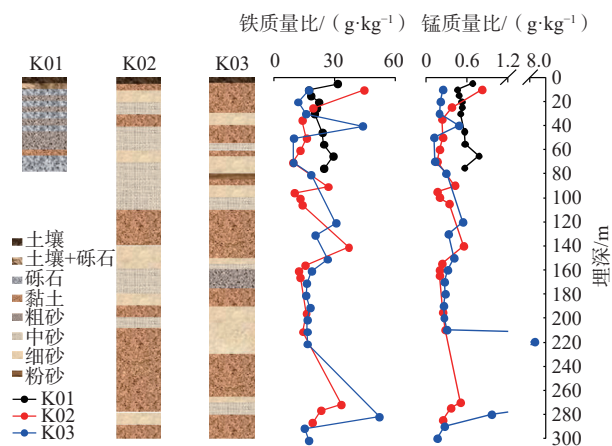 铁质量比/（g·kg⁻¹） 锰质量比/（g·kg⁻¹）
K01 K02 K03
0 30 60 0 0.6 1.2 8.0
0
20
40
60
80
100
120
140
160
180
200
220
240
260
280
300
埋深/m
土壤
土壤+砾石
砾石
黏土
粗砂
中砂
细砂
粉砂
K01
K02
K03